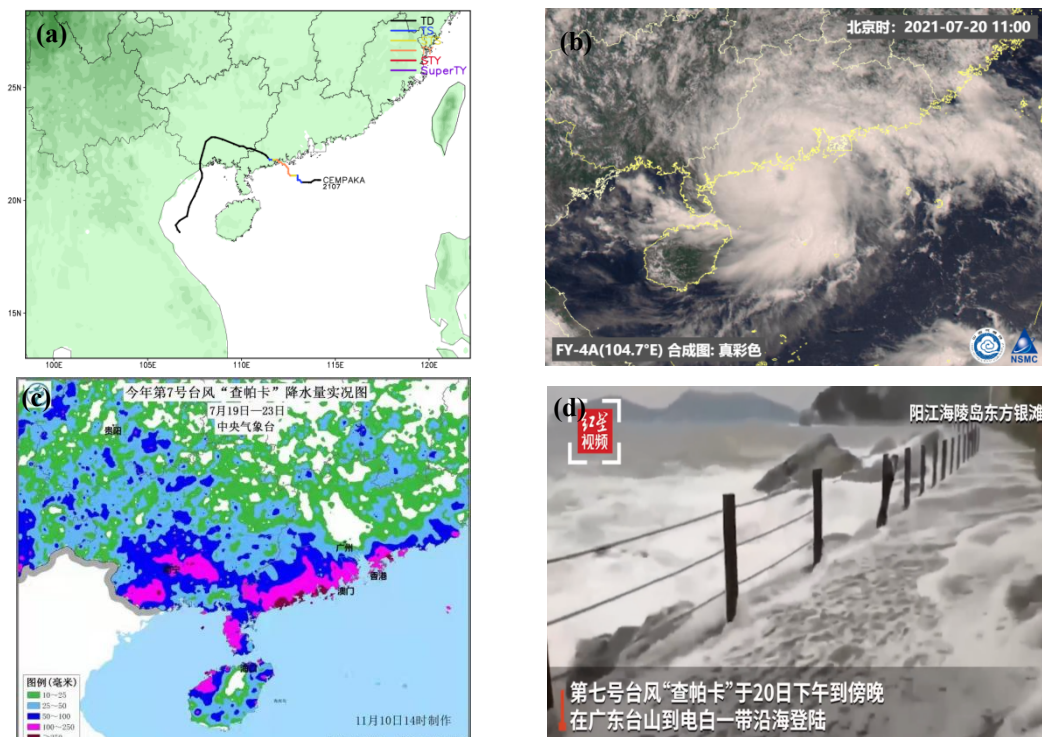 (a)
TD
TS
STY
SuperTY
25N
20N
15N
100E
105E
110E
115E
120E
CEMPAKA
2107
(b)
北京时: 2021-07-20 11:00
FY-4A(104.7°E) 合成图: 真彩色
NSMC
(c)
今年第7号台风“查帕卡”降水量实况图
7月19日—23日
中央气象台
贵阳
广州
香港
澳门
海口
图例(毫米)
10~25
25~50
50~100
100~250
11月10日14时制作
(d)
红星
视频
阳江海陵岛东方银滩
第七号台风“查帕卡”于20日下午到傍晚
在广东台山到电白一带沿海登陆